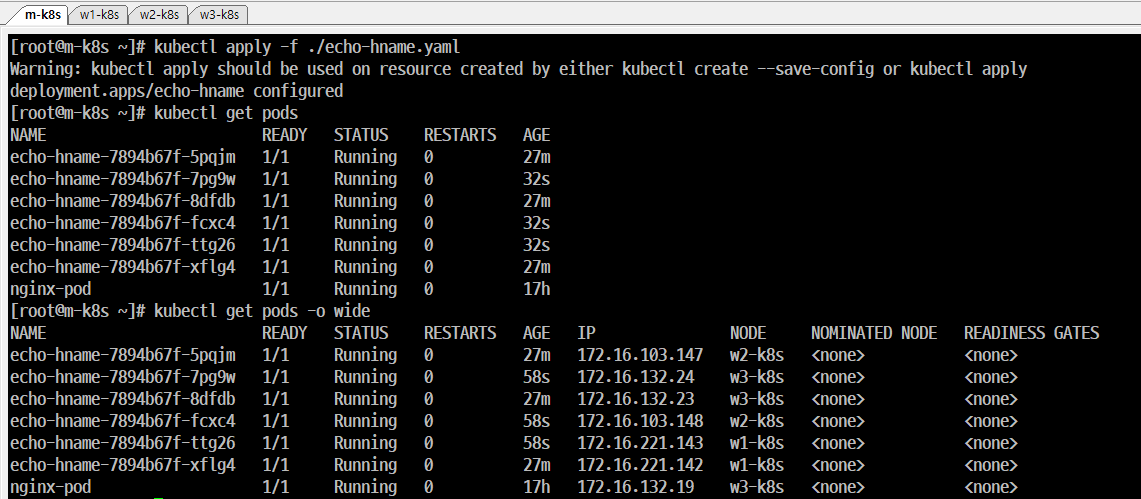 m-k8s w1-k8s w2-k8s w3-k8s
[root@m-k8s ~]# kubectl apply -f ./echo-hname.yaml
Warning: kubectl apply should be used on resource created by either kubectl create --save-config or kubectl apply
deployment.apps/echo-hname configured
[root@m-k8s ~]# kubectl get pods
NAME READY STATUS RESTARTS AGE
echo-hname-7894b67f-5pqjm 1/1 Running 0 27m
echo-hname-7894b67f-7pg9w 1/1 Running 0 32s
echo-hname-7894b67f-8dfdb 1/1 Running 0 27m
echo-hname-7894b67f-fcxc4 1/1 Running 0 32s
echo-hname-7894b67f-ttg26 1/1 Running 0 32s
echo-hname-7894b67f-xflg4 1/1 Running 0 27m
nginx-pod 1/1 Running 0 17h
[root@m-k8s ~]# kubectl get pods -o wide
NAME READY STATUS RESTARTS AGE IP NODE NOMINATED NODE READINESS GATES
echo-hname-7894b67f-5pqjm 1/1 Running 0 27m 172.16.103.147 w2-k8s <none> <none>
echo-hname-7894b67f-7pg9w 1/1 Running 0 58s 172.16.132.24 w3-k8s <none> <none>
echo-hname-7894b67f-8dfdb 1/1 Running 0 27m 172.16.132.23 w3-k8s <none> <none>
echo-hname-7894b67f-fcxc4 1/1 Running 0 58s 172.16.103.148 w2-k8s <none> <none>
echo-hname-7894b67f-ttg26 1/1 Running 0 58s 172.16.221.143 w1-k8s <none> <none>
echo-hname-7894b67f-xflg4 1/1 Running 0 27m 172.16.221.142 w1-k8s <none> <none>
nginx-pod 1/1 Running 0 17h 172.16.132.19 w3-k8s <none> <none>